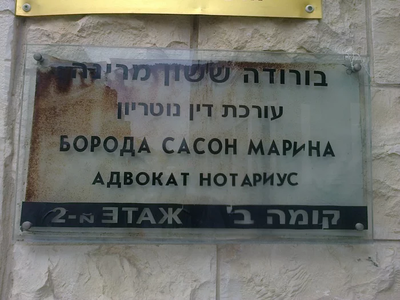 בורודה ששון מרינה
עורכת דין נוטריון
БОРОДА САСОН МАРИНА
АДВОКАТ НОТАРИУС
2-й ЭТАЖ קומה ב'